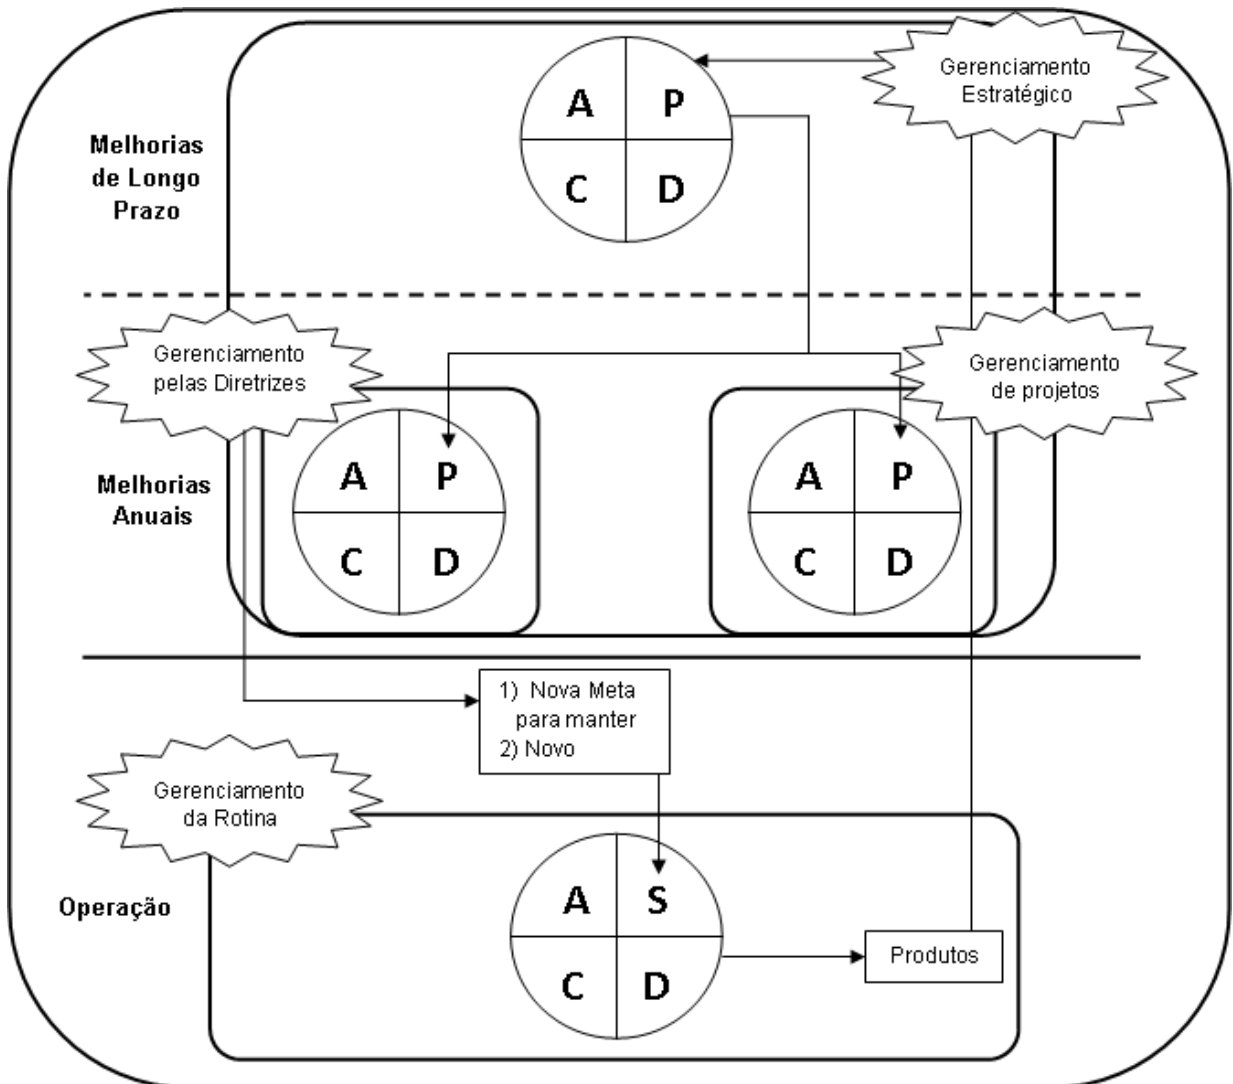 Gerenciamento
Estratégico
A P
C D
Melhorias
de Longo
Prazo
Gerenciamento
pelas Diretrizes
Gerenciamento
de projetos
A P
C D
A P
C D
Melhorias
Anuais
1) Nova Meta
para manter
2) Novo
Gerenciamento
da Rotina
A S
C D
Operação
Produtos